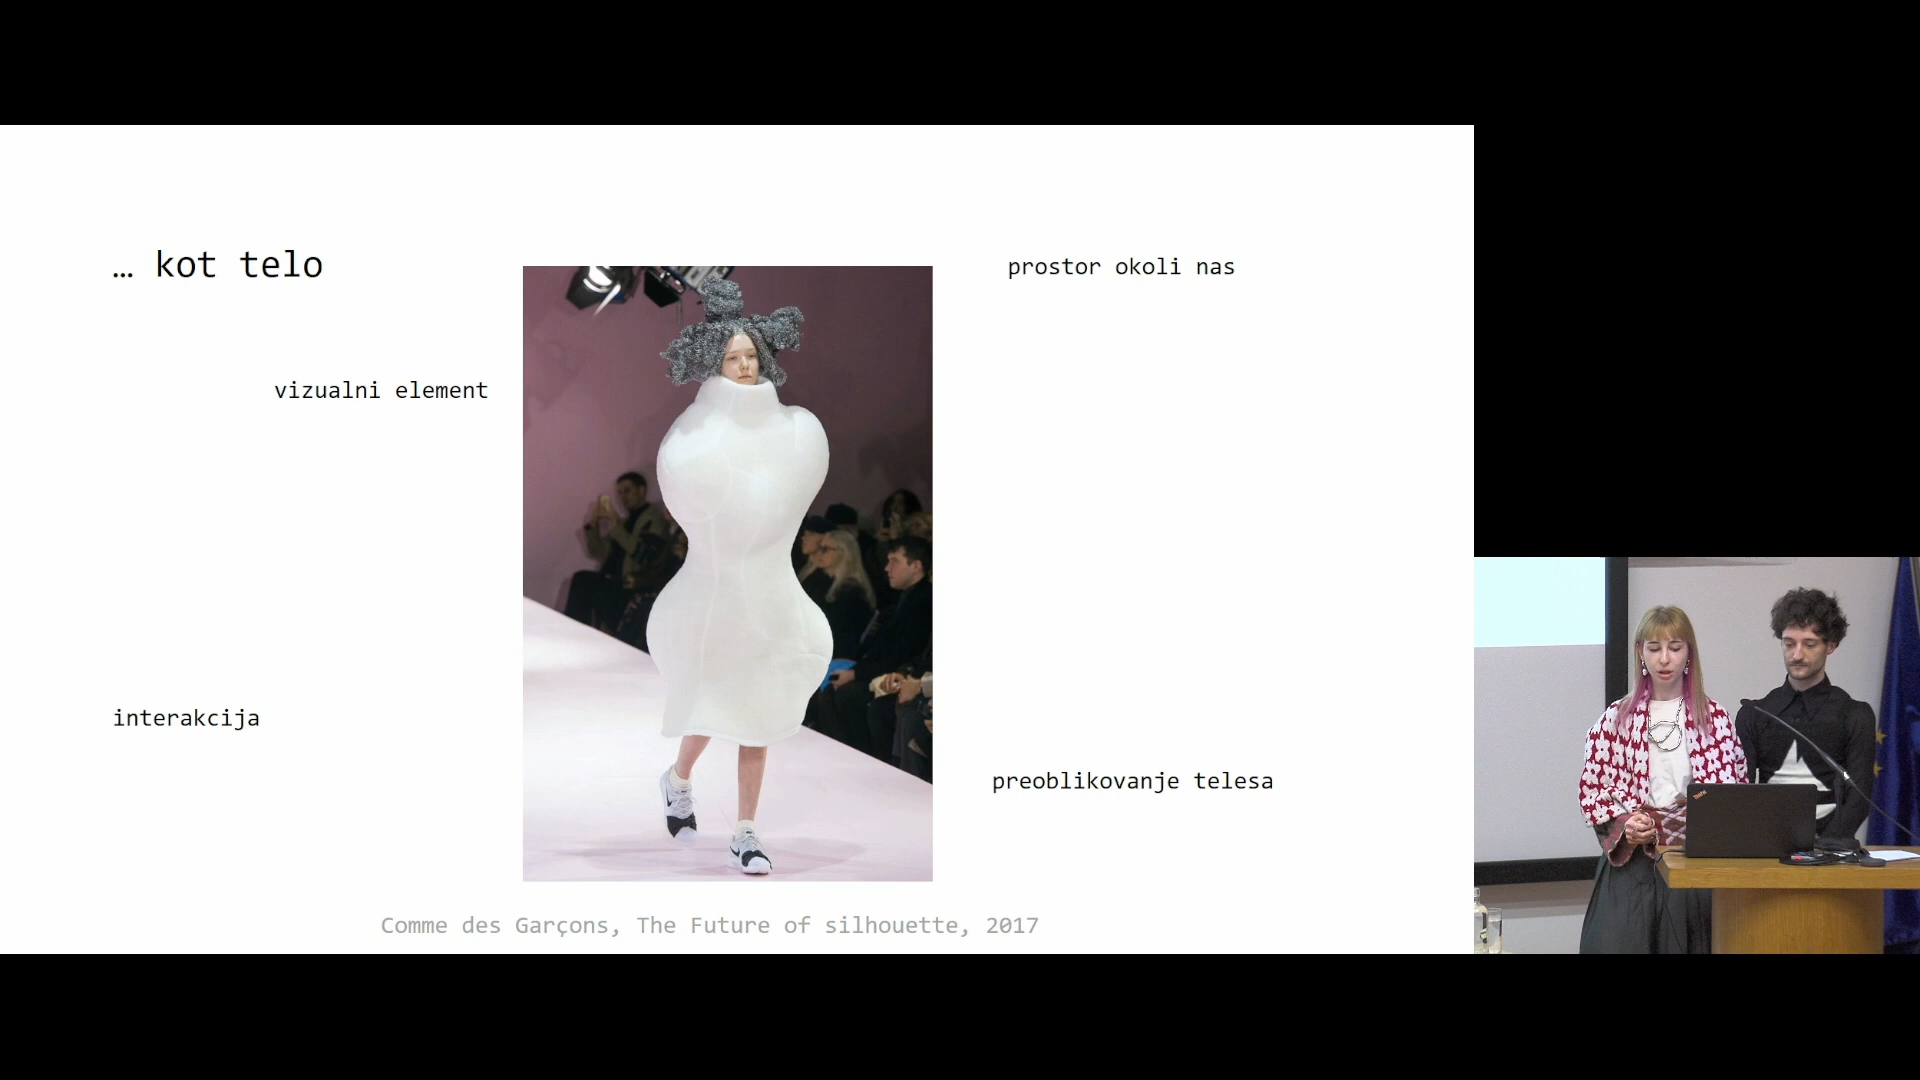 … kot telo
prostor okoli nas
vizualni element
interakcija
preoblikovanje telesa
Comme des Garçons, The Future of silhouette, 2017